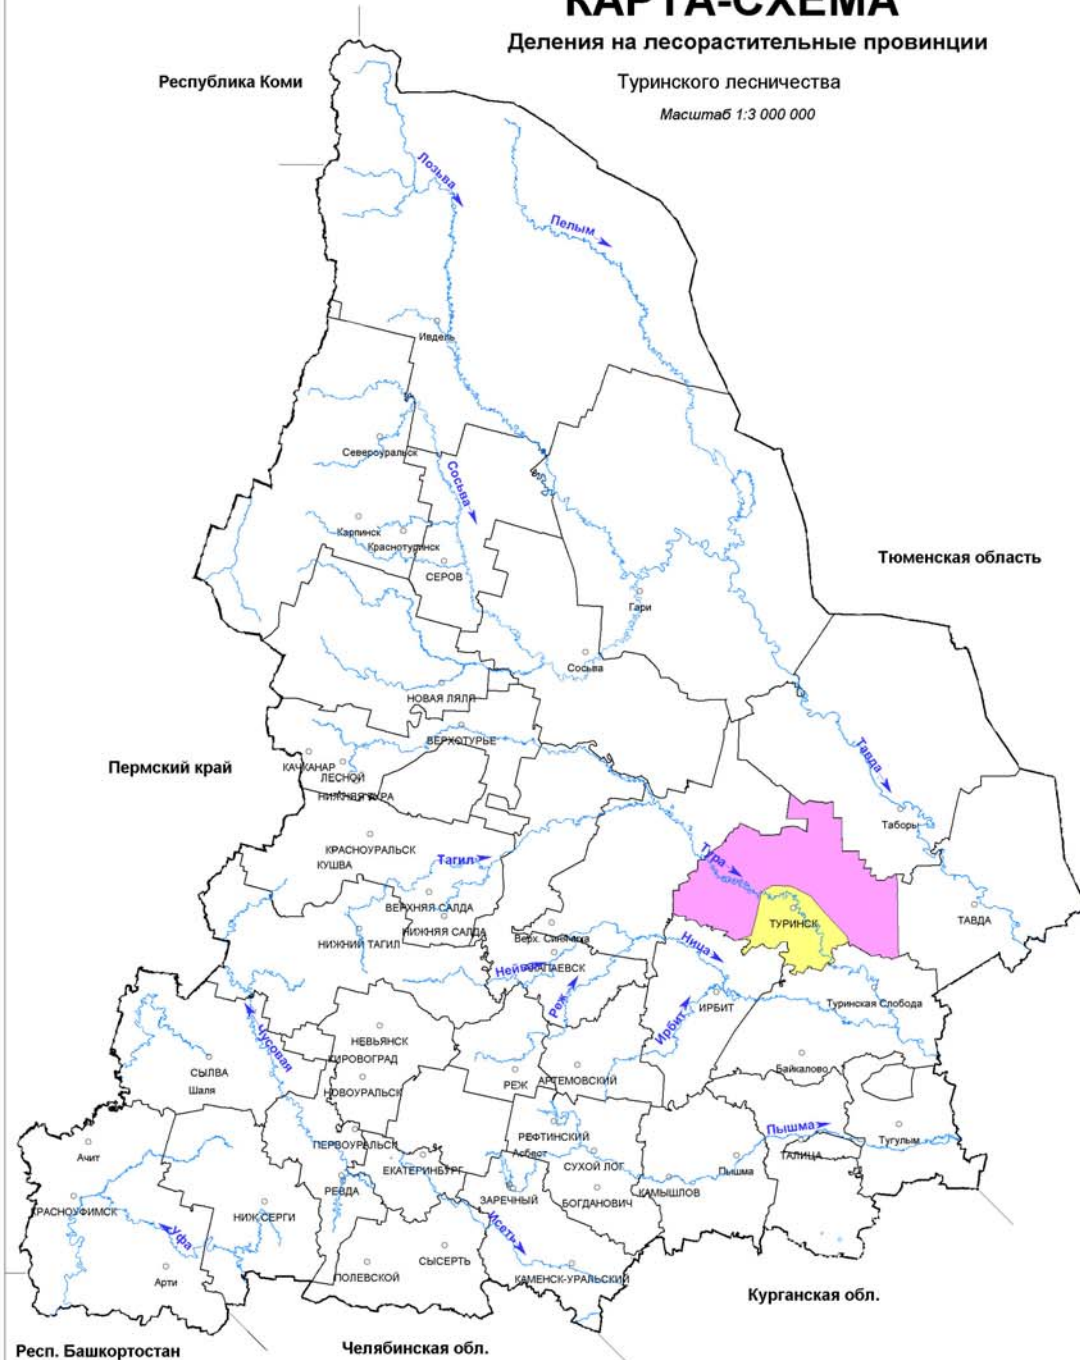 КАРТА-СХЕМА
Деления на лесорастительные провинции
Туринского лесничества
Масштаб 1:3 000 000
Республика Коми
Лозьва
Пелым
Ивдель
Североуральск
Сосьва
Карпинск
Краснотурьинск
СЕРОВ
Тюменская область
Гари
Сосьва
НОВАЯ ЛЯЛЯ
ВЕРХОТУРЬЕ
Пермский край
КАЧКАНАР
ЛЕСНОЙ
НИЖНЯЯ ТУРА
Тавда
Таборы
КРАСНОУРАЛЬСК
КУШВА
Тагил
Тура
ВЕРХНЯЯ САЛДА
НИЖНЯЯ САЛДА
НИЖНИЙ ТАГИЛ
ТУРИНСК
ТАВДА
Верх. Синячиха
Ница
Нейва
АЛАПАЕВСК
Реж
Ирбит
ИРБИТ
Туринская Слобода
Чусовая
НЕВЬЯНСК
КИРОВОГРАД
СЫЛВА
Шаля
НОВОУРАЛЬСК
РЕЖ
АРТЕМОВСКИЙ
Байкалово
Пышма
Тугулым
ТАЛИЦА
Ачит
ПЕРВОУРАЛЬСК
РЕФТИНСКИЙ
Асбест
ЕКАТЕРИНБУРГ
СУХОЙ ЛОГ
Пышма
РЕВДА
ЗАРЕЧНЫЙ
БОГДАНОВИЧ
КАМЫШЛОВ
КРАСНОУФИМСК
НИЖ.СЕРГИ
Уфа
Исеть
Арти
СЫСЕРТЬ
ПОЛЕВСКОЙ
КАМЕНСК-УРАЛЬСКИЙ
Курганская обл.
Респ. Башкортостан
Челябинская обл.